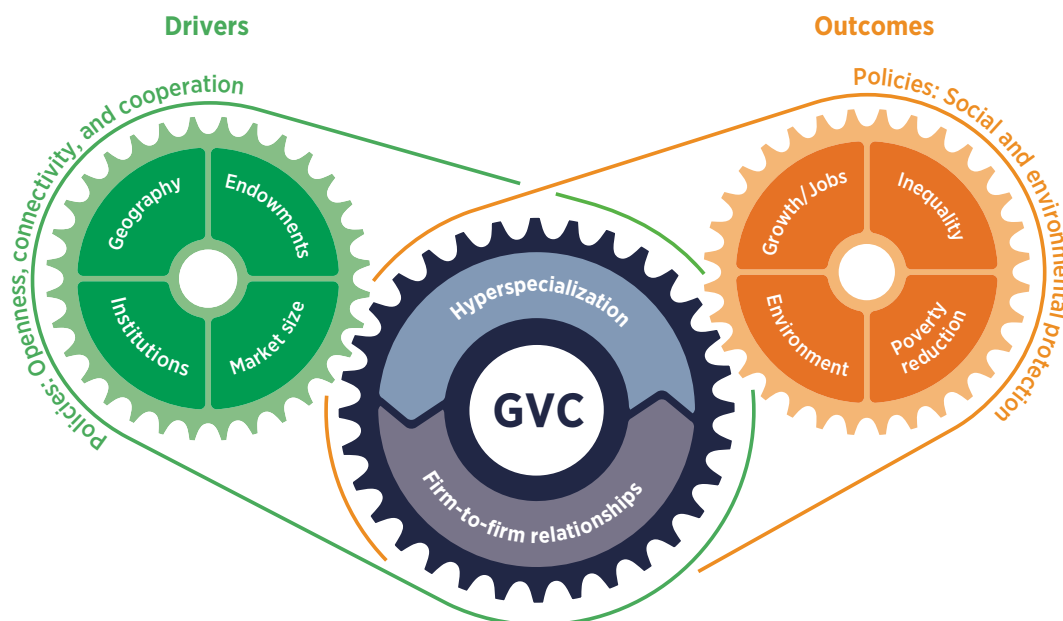 Drivers
Outcomes
Policies: Openness, connectivity, and cooperation
Policies: Social and environmental protection
Geography
Endowments
Institutions
Market size
Hyperspecialization
GVC
Firm-to-firm relationships
Growth/Jobs
Inequality
Environment
Poverty
reduction